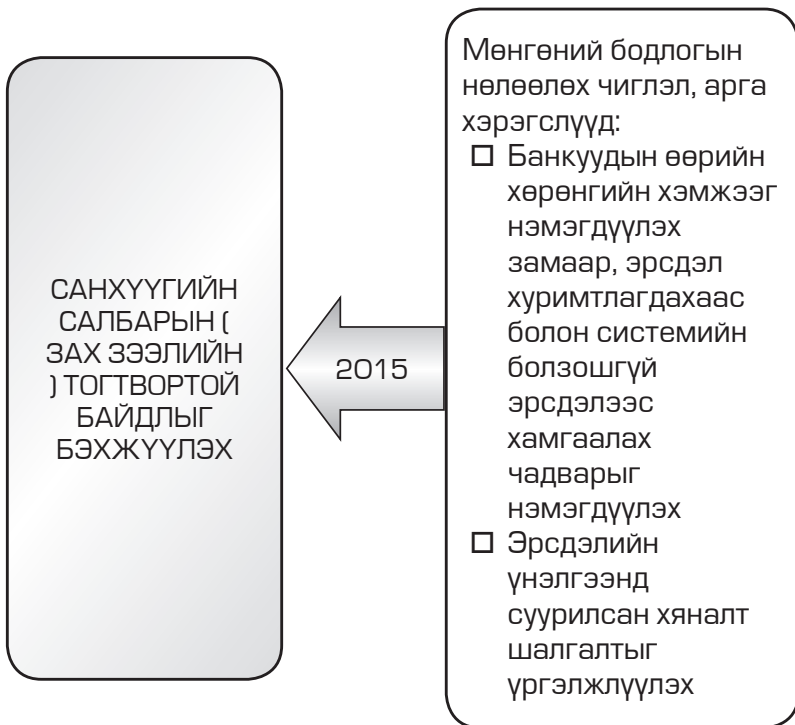 САНХҮҮГИЙН
САЛБАРЫН (
ЗАХ ЗЭЭЛИЙН
) ТОГТВОРТОЙ
БАЙДЛЫГ
БЭХЖҮҮЛЭХ
2015
Мөнгөний бодлогын
нөлөөлөх чиглэл, арга
хэрэгслүүд:
☐ Банкуудын өөрийн
хөрөнгийн хэмжээг
нэмэгдүүлэх
замаар, эрсдэл
хуримтлагдахаас
болон системийн
болзошгүй
эрсдэлээс
хамгаалах
чадварыг
нэмэгдүүлэх
☐ Эрсдэлийн
үнэлгээнд
суурилсан хяналт
шалгалтыг
үргэлжлүүлэх